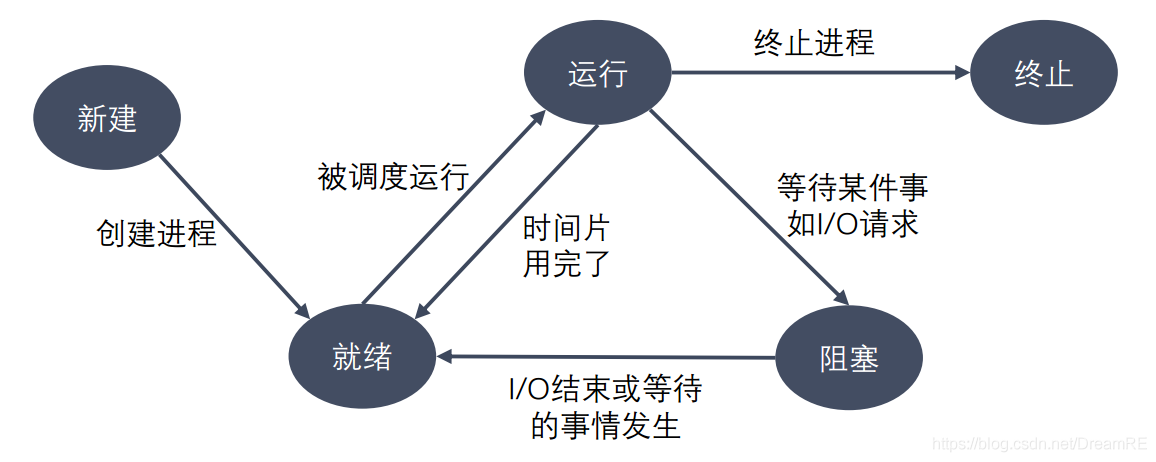 运行
终止进程
终止
新建
被调度运行
等待某件事
如I/O请求
创建进程
时间片
用完了
就绪
阻塞
I/O结束或等待
的事情发生
https://blog.csdn.net/DreamRE